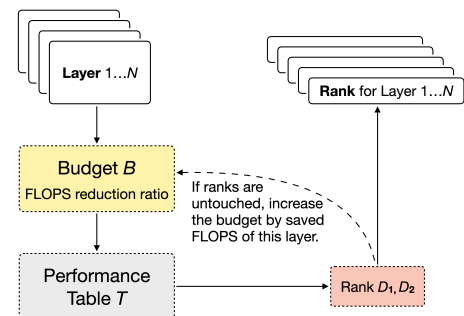 Layer 1...N
Rank for Layer 1...N
Budget B
FLOPS reduction ratio
If ranks are
untouched, increase
the budget by saved
FLOPS of this layer.
Performance
Table T
Rank D₁, D₂